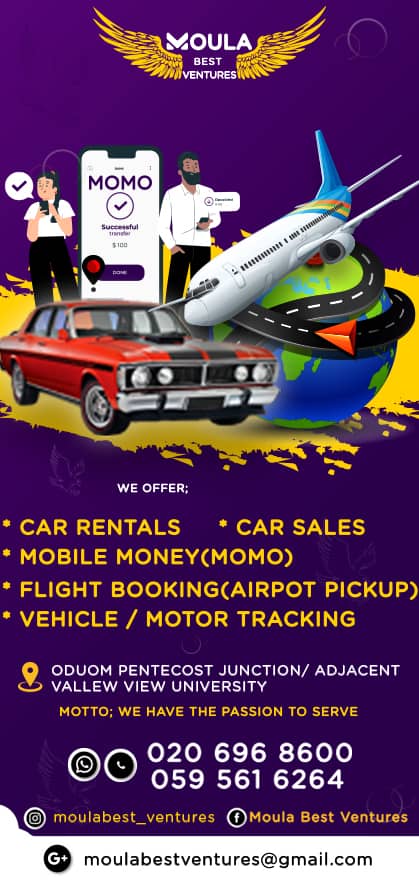 MOULA
BEST
VENTURES
MOMO
Successful
transfer
$100
DONE
WE OFFER;
* CAR RENTALS * CAR SALES
* MOBILE MONEY(MOMO)
* FLIGHT BOOKING(AIRPOT PICKUP)
* VEHICLE / MOTOR TRACKING
ODUOM PENTECOST JUNCTION/ ADJACENT
VALLEW VIEW UNIVERSITY
MOTTO; WE HAVE THE PASSION TO SERVE
020 696 8600
059 561 6264
moulabest_ventures Moula Best Ventures
G+ moulabestventures@gmail.com